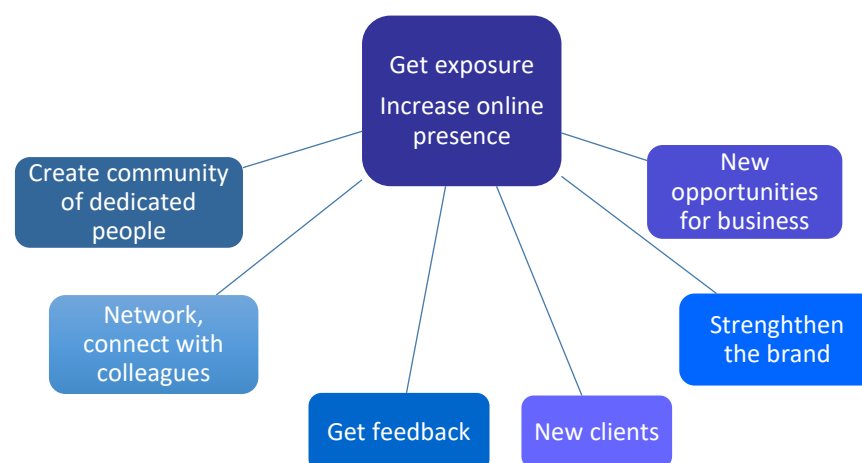 Get exposure
Increase online
presence
Create community
of dedicated
people
New
opportunities
for business
Network,
connect with
colleagues
Strenghthen
the brand
Get feedback
New clients